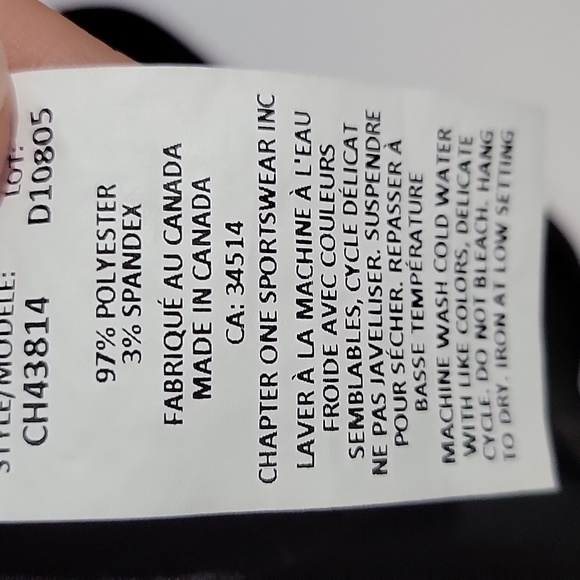 STYLE/MODELE: LOT:
CH43814 D10805
97% POLYESTER
3% SPANDEX
FABRIQUÉ AU CANADA
MADE IN CANADA
CA: 34514
CHAPTER ONE SPORTSWEAR INC
LAVER À LA MACHINE À L'EAU
FROIDE AVEC COULEURS
SEMBLABLES, CYCLE DÉLICAT
NE PAS JAVELLISER. SUSPENDRE
POUR SÉCHER. REPASSER À
BASSE TEMPÉRATURE
MACHINE WASH COLD WATER
WITH LIKE COLORS, DELICATE
CYCLE. DO NOT BLEACH. HANG
TO DRY. IRON AT LOW SETTING